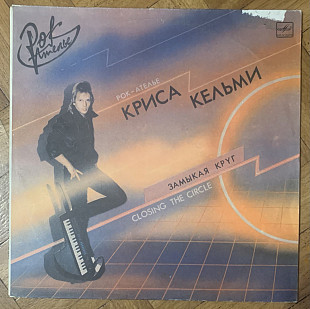 Рок
Ателье
РОК-АТЕЛЬЕ
КРИСА КЕЛЬМИ
ЗАМЫКАЯ КРУГ
CLOSING THE CIRCLE